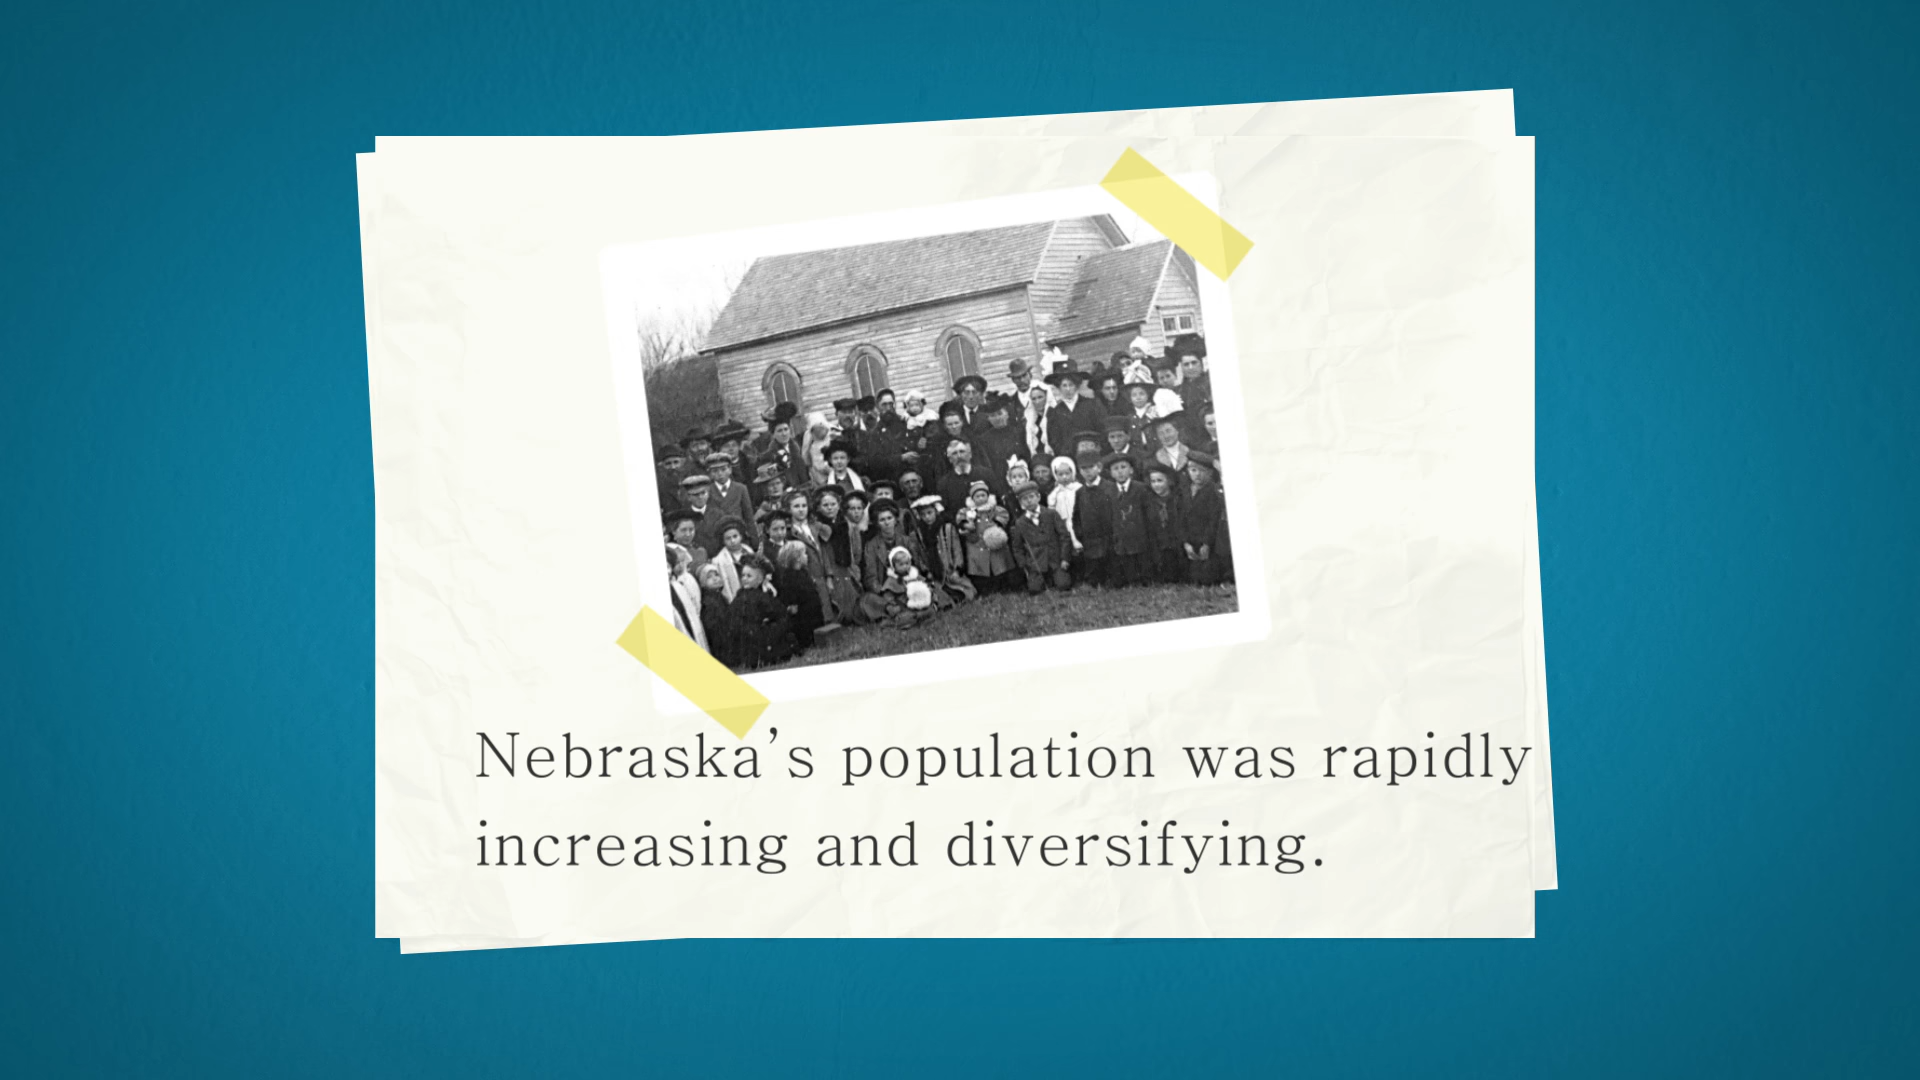 Nebraska’s population was rapidly
increasing and diversifying.